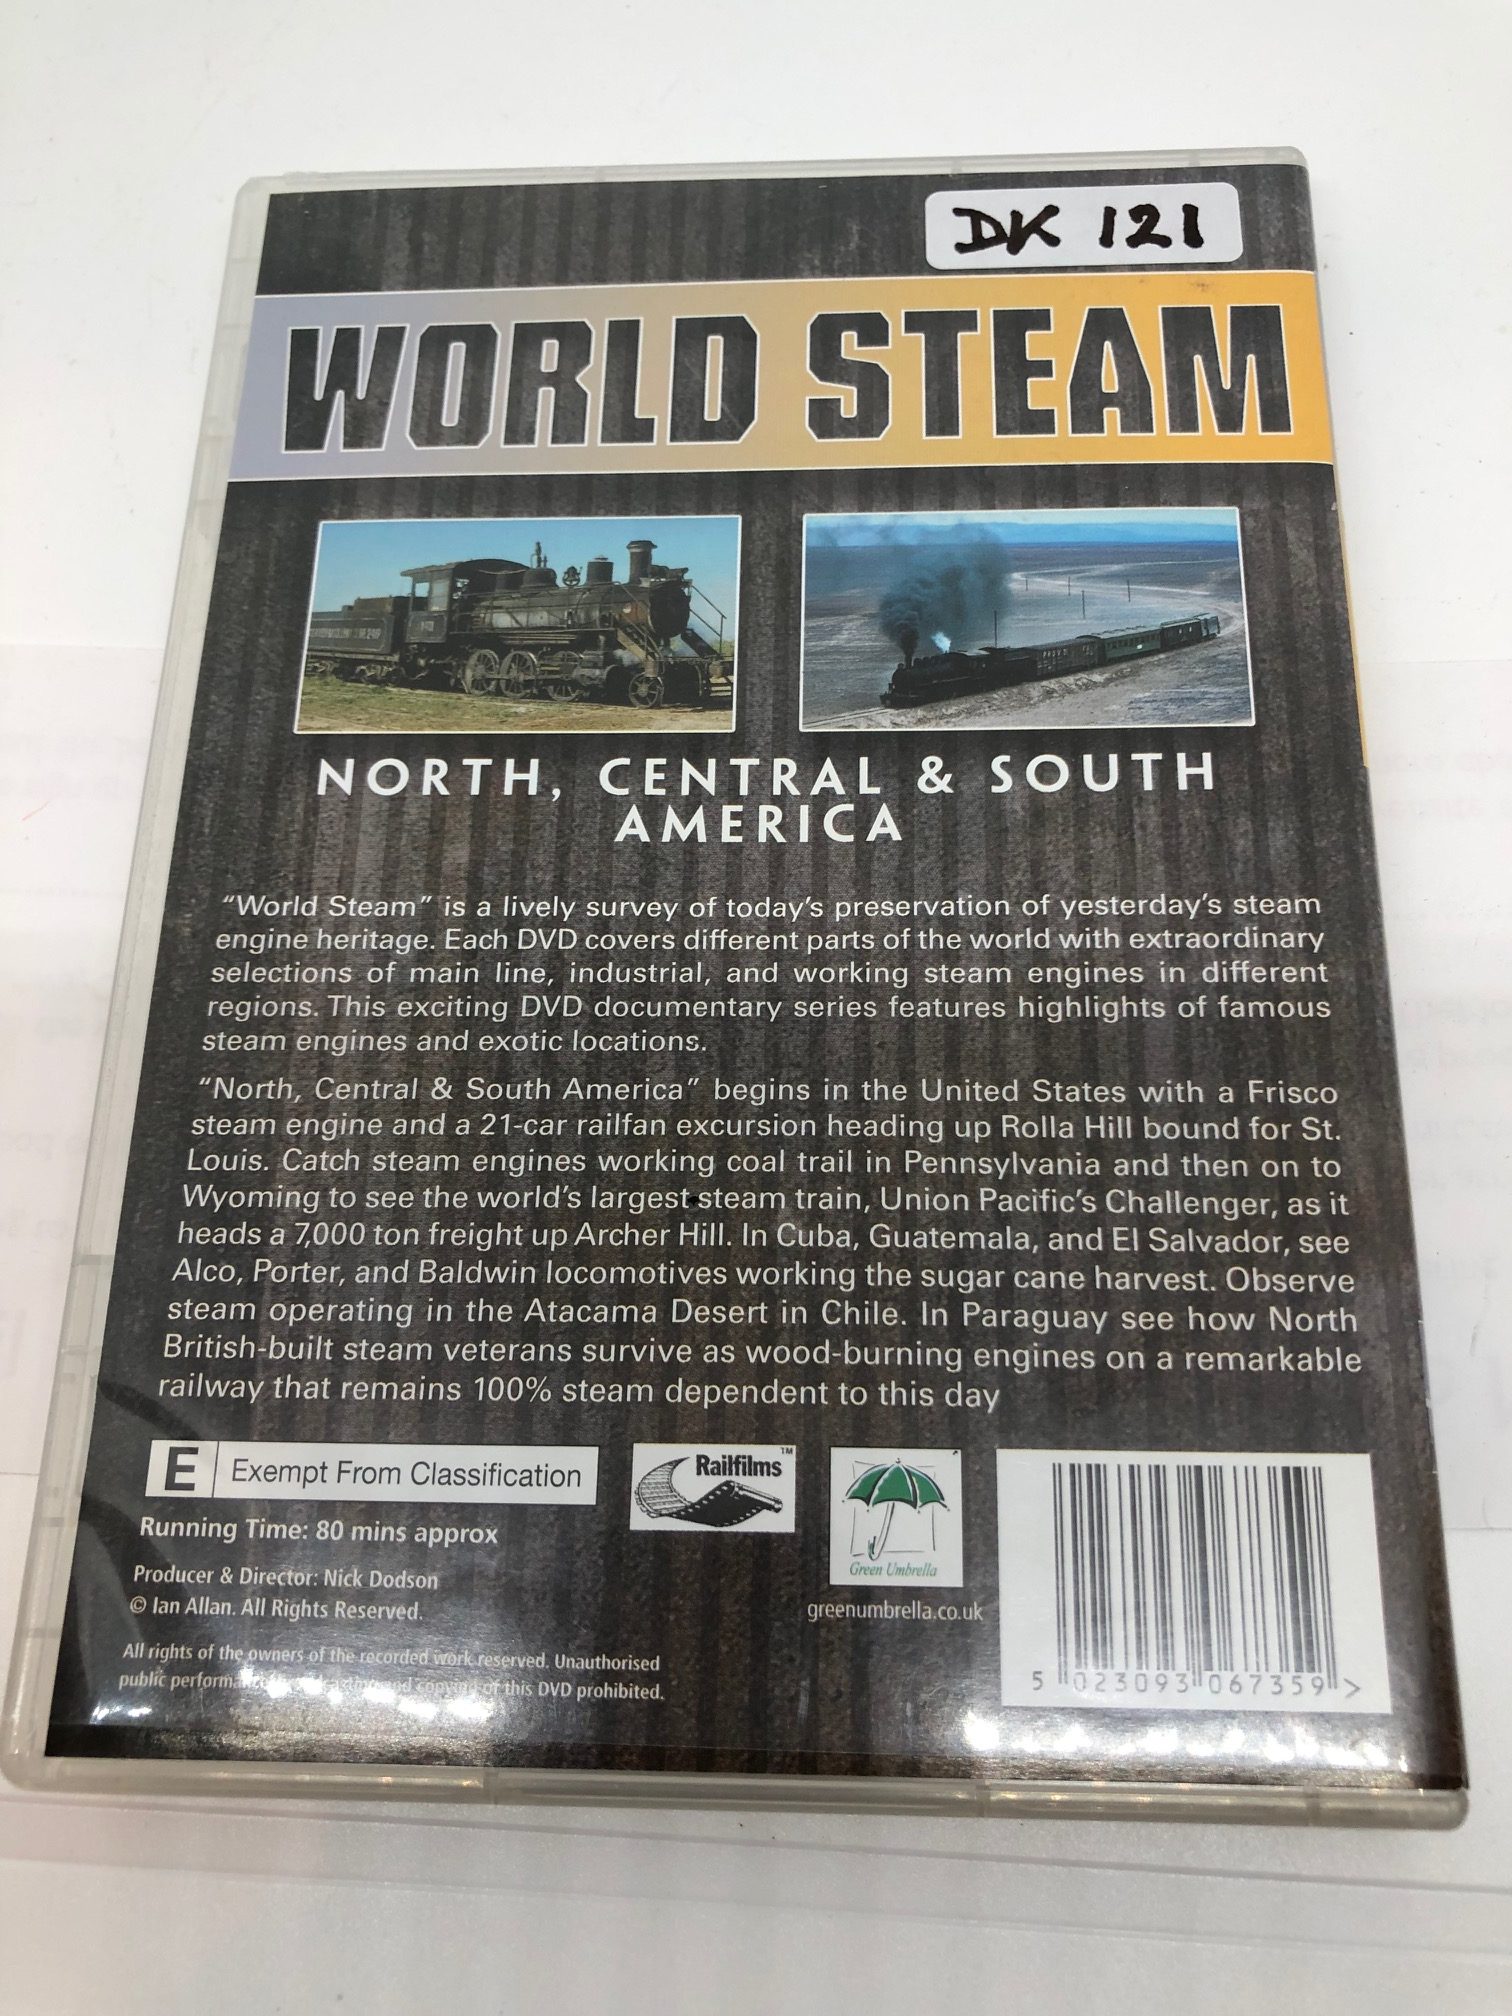 DK 121
WORLD STEAM
NORTH, CENTRAL & SOUTH
AMERICA
“World Steam” is a lively survey of today’s preservation of yesterday’s steam
engine heritage. Each DVD covers different parts of the world with extraordinary
selections of main line, industrial, and working steam engines in different
regions. This exciting DVD documentary series features highlights of famous
steam engines and exotic locations.
“North, Central & South America” begins in the United States with a Frisco
steam engine and a 21-car railfan excursion heading up Rolla Hill bound for St.
Louis. Catch steam engines working coal trail in Pennsylvania and then on to
Wyoming to see the world’s largest steam train, Union Pacific’s Challenger, as it
heads a 7,000 ton freight up Archer Hill. In Cuba, Guatemala, and El Salvador, see
Alco, Porter, and Baldwin locomotives working the sugar cane harvest. Observe
steam operating in the Atacama Desert in Chile. In Paraguay see how North
British-built steam veterans survive as wood-burning engines on a remarkable
railway that remains 100% steam dependent to this day
E Exempt From Classification
Running Time: 80 mins approx
Producer & Director: Nick Dodson
© Ian Allan. All Rights Reserved.
All rights of the owners of the recorded work reserved. Unauthorised
public and copying of this DVD prohibited.
Railfilms™
Green Umbrella
greenumbrella.co.uk
5 023093 067359 >